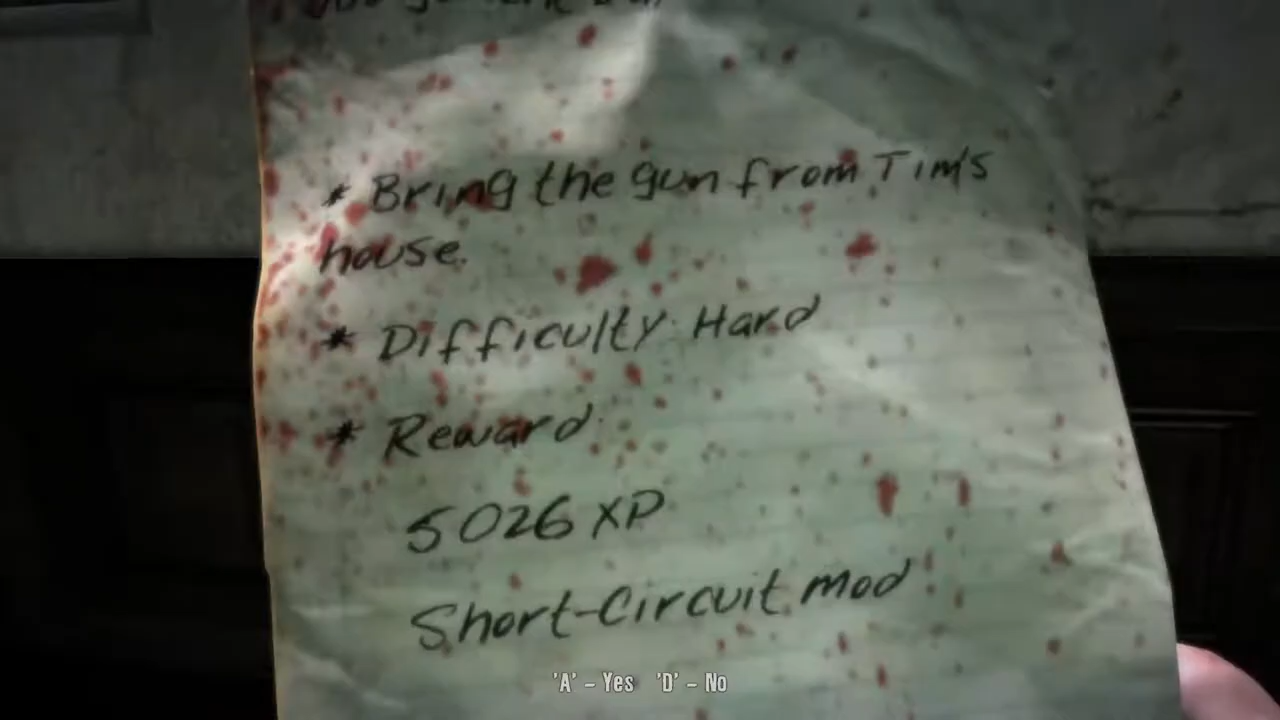 * Bring the gun from Tim's
house.
* Difficulty: Hard
* Reward:
5026 XP
Short-Circuit mod
'A' – Yes 'D' – No